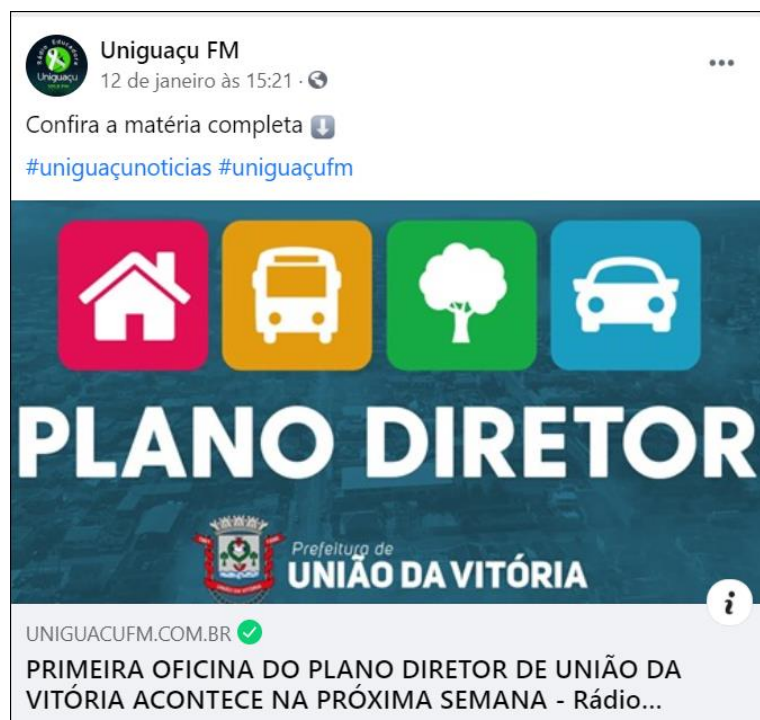 Uniguaçu FM
12 de janeiro às 15:21 ·
Confira a matéria completa ⬇️
#uniguaçunoticias #uniguaçufm
PLANO DIRETOR
Prefeitura de
UNIÃO DA VITÓRIA
UNIGUACUFM.COM.BR
PRIMEIRA OFICINA DO PLANO DIRETOR DE UNIÃO DA
VITÓRIA ACONTECE NA PRÓXIMA SEMANA - Rádio...